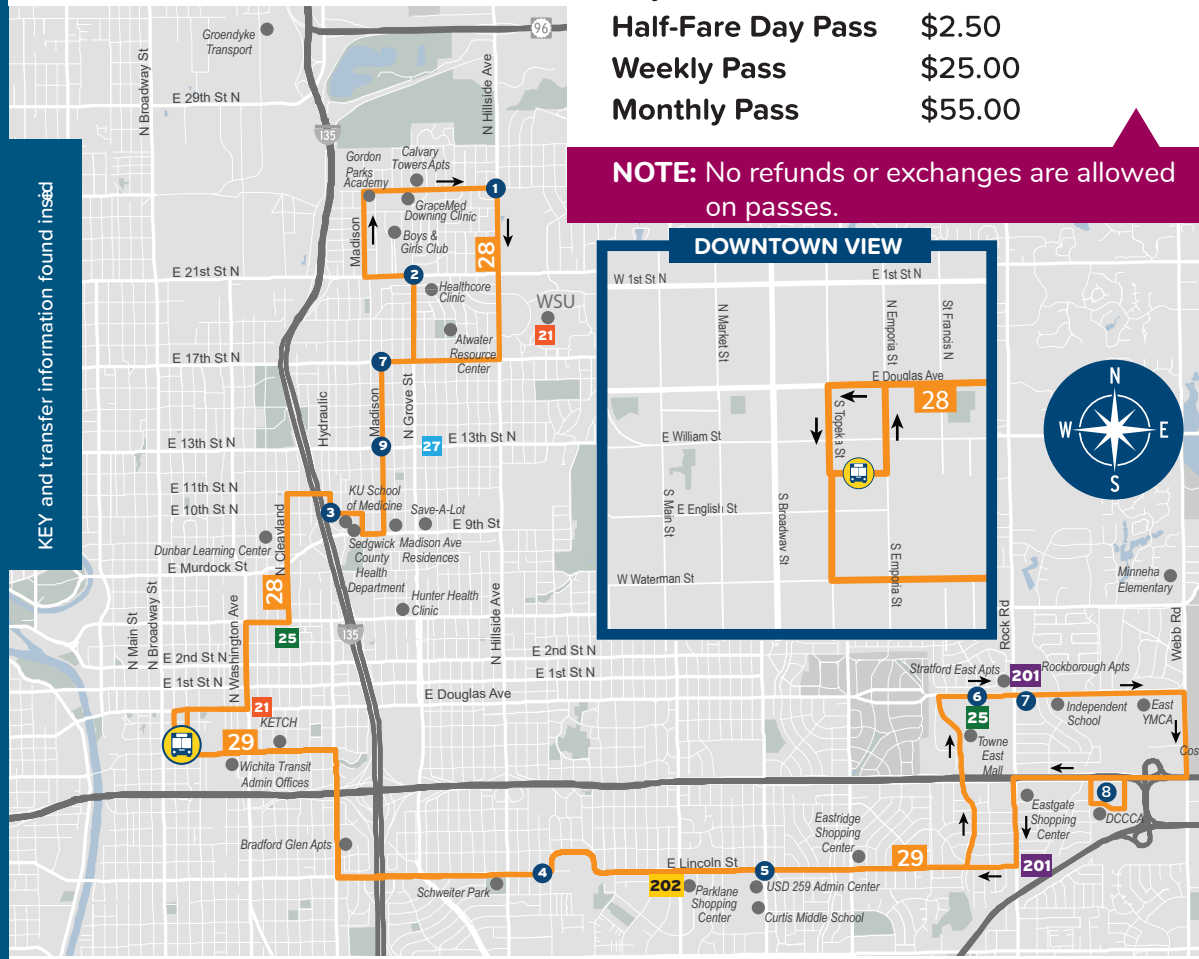 Half-Fare Day Pass $2.50
Weekly Pass $25.00
Monthly Pass $55.00
NOTE: No refunds or exchanges are allowed
on passes.
KEY and transfer information found
96
Groendyke
Transport
N Broadway St
E 29th St N
N Hillside Ave
135
Gordon
Parks
Academy
Calvary
Towers Apts
1
GraceMed
Downing Clinic
Madison
Boys &
Girls Club
28
E 21st St N
2
Healthcore
Clinic
WSU
21
Atwater
Resource
Center
E 17th St N
7
Hydraulic
Madison
N Grove St
E 13th St N
9
27
E 13th St N
E 11th St N
E 10th St N
KU School
of Medicine
Save-A-Lot
3
E 9th St
Sedgwick
County
Health
Department
Madison Ave
Residences
Dunbar Learning Center
N Cleavland
E Murdock St
28
Hunter Health
Clinic
N Main St
N Broadway St
N Washington Ave
25
135
N Hillside Ave
E 2nd St N
E 1st St N
E 2nd St N
E 1st St N
E Douglas Ave
21
KETCH
29
Wichita Transit
Admin Offices
Bradford Glen Apts
Schweiter Park
4
E Lincoln St
202
Parklane
Shopping
Center
5
USD 259 Admin Center
Curtis Middle School
Eastridge
Shopping
Center
29
201
Eastgate
Shopping
Center
8
DCCCA
Stratford East Apts
201
Rockborough Apts
6
7
25
Towne
East
Mall
Independent
School
East
YMCA
Cos
Rock Rd
Webb Rd
Minneha
Elementary
N
W
E
S
DOWNTOWN VIEW
W 1st St N
E 1st St N
N Market St
N Emporia St
St Francis N
E Douglas Ave
28
S Topeka St
E William St
S Main St
E English St
S Broadway St
S Emporia St
W Waterman St